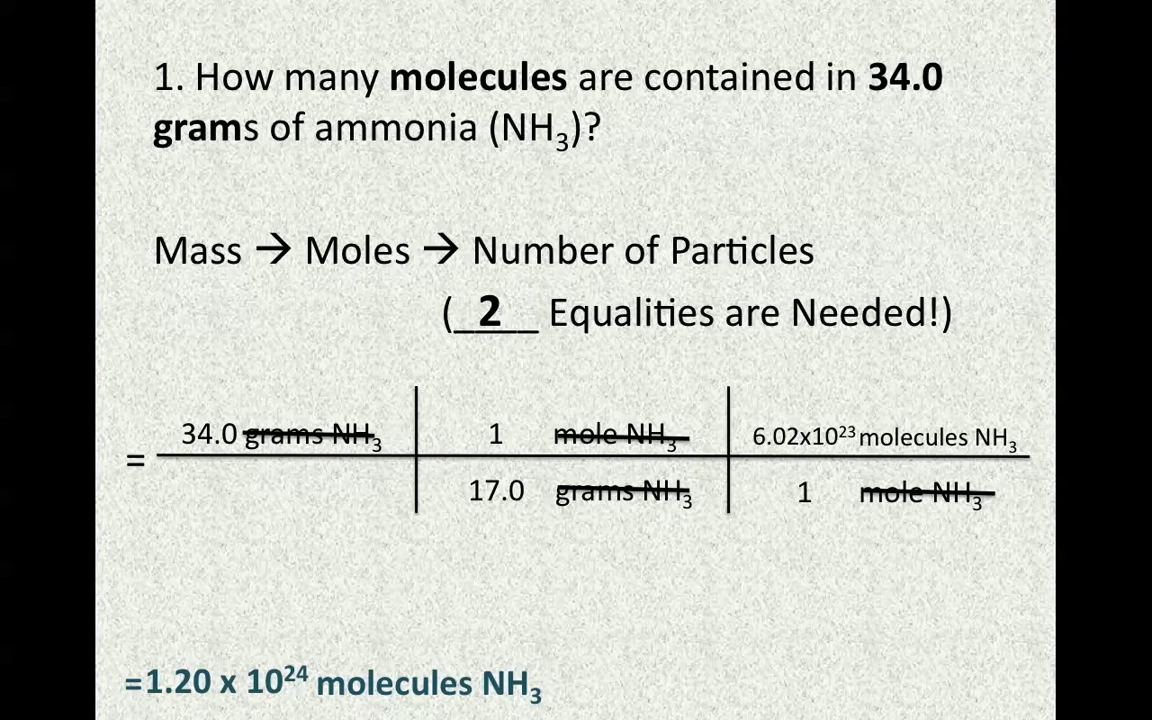 1. How many molecules are contained in 34.0
grams of ammonia (NH₃)?
Mass → Moles → Number of Particles
(_2__ Equalities are Needed!)
34.0 grams NH₃ 1 mole NH₃ 6.02x10²³ molecules NH₃
=
17.0 grams NH₃ 1 mole NH₃
=1.20 x 10²⁴ molecules NH₃